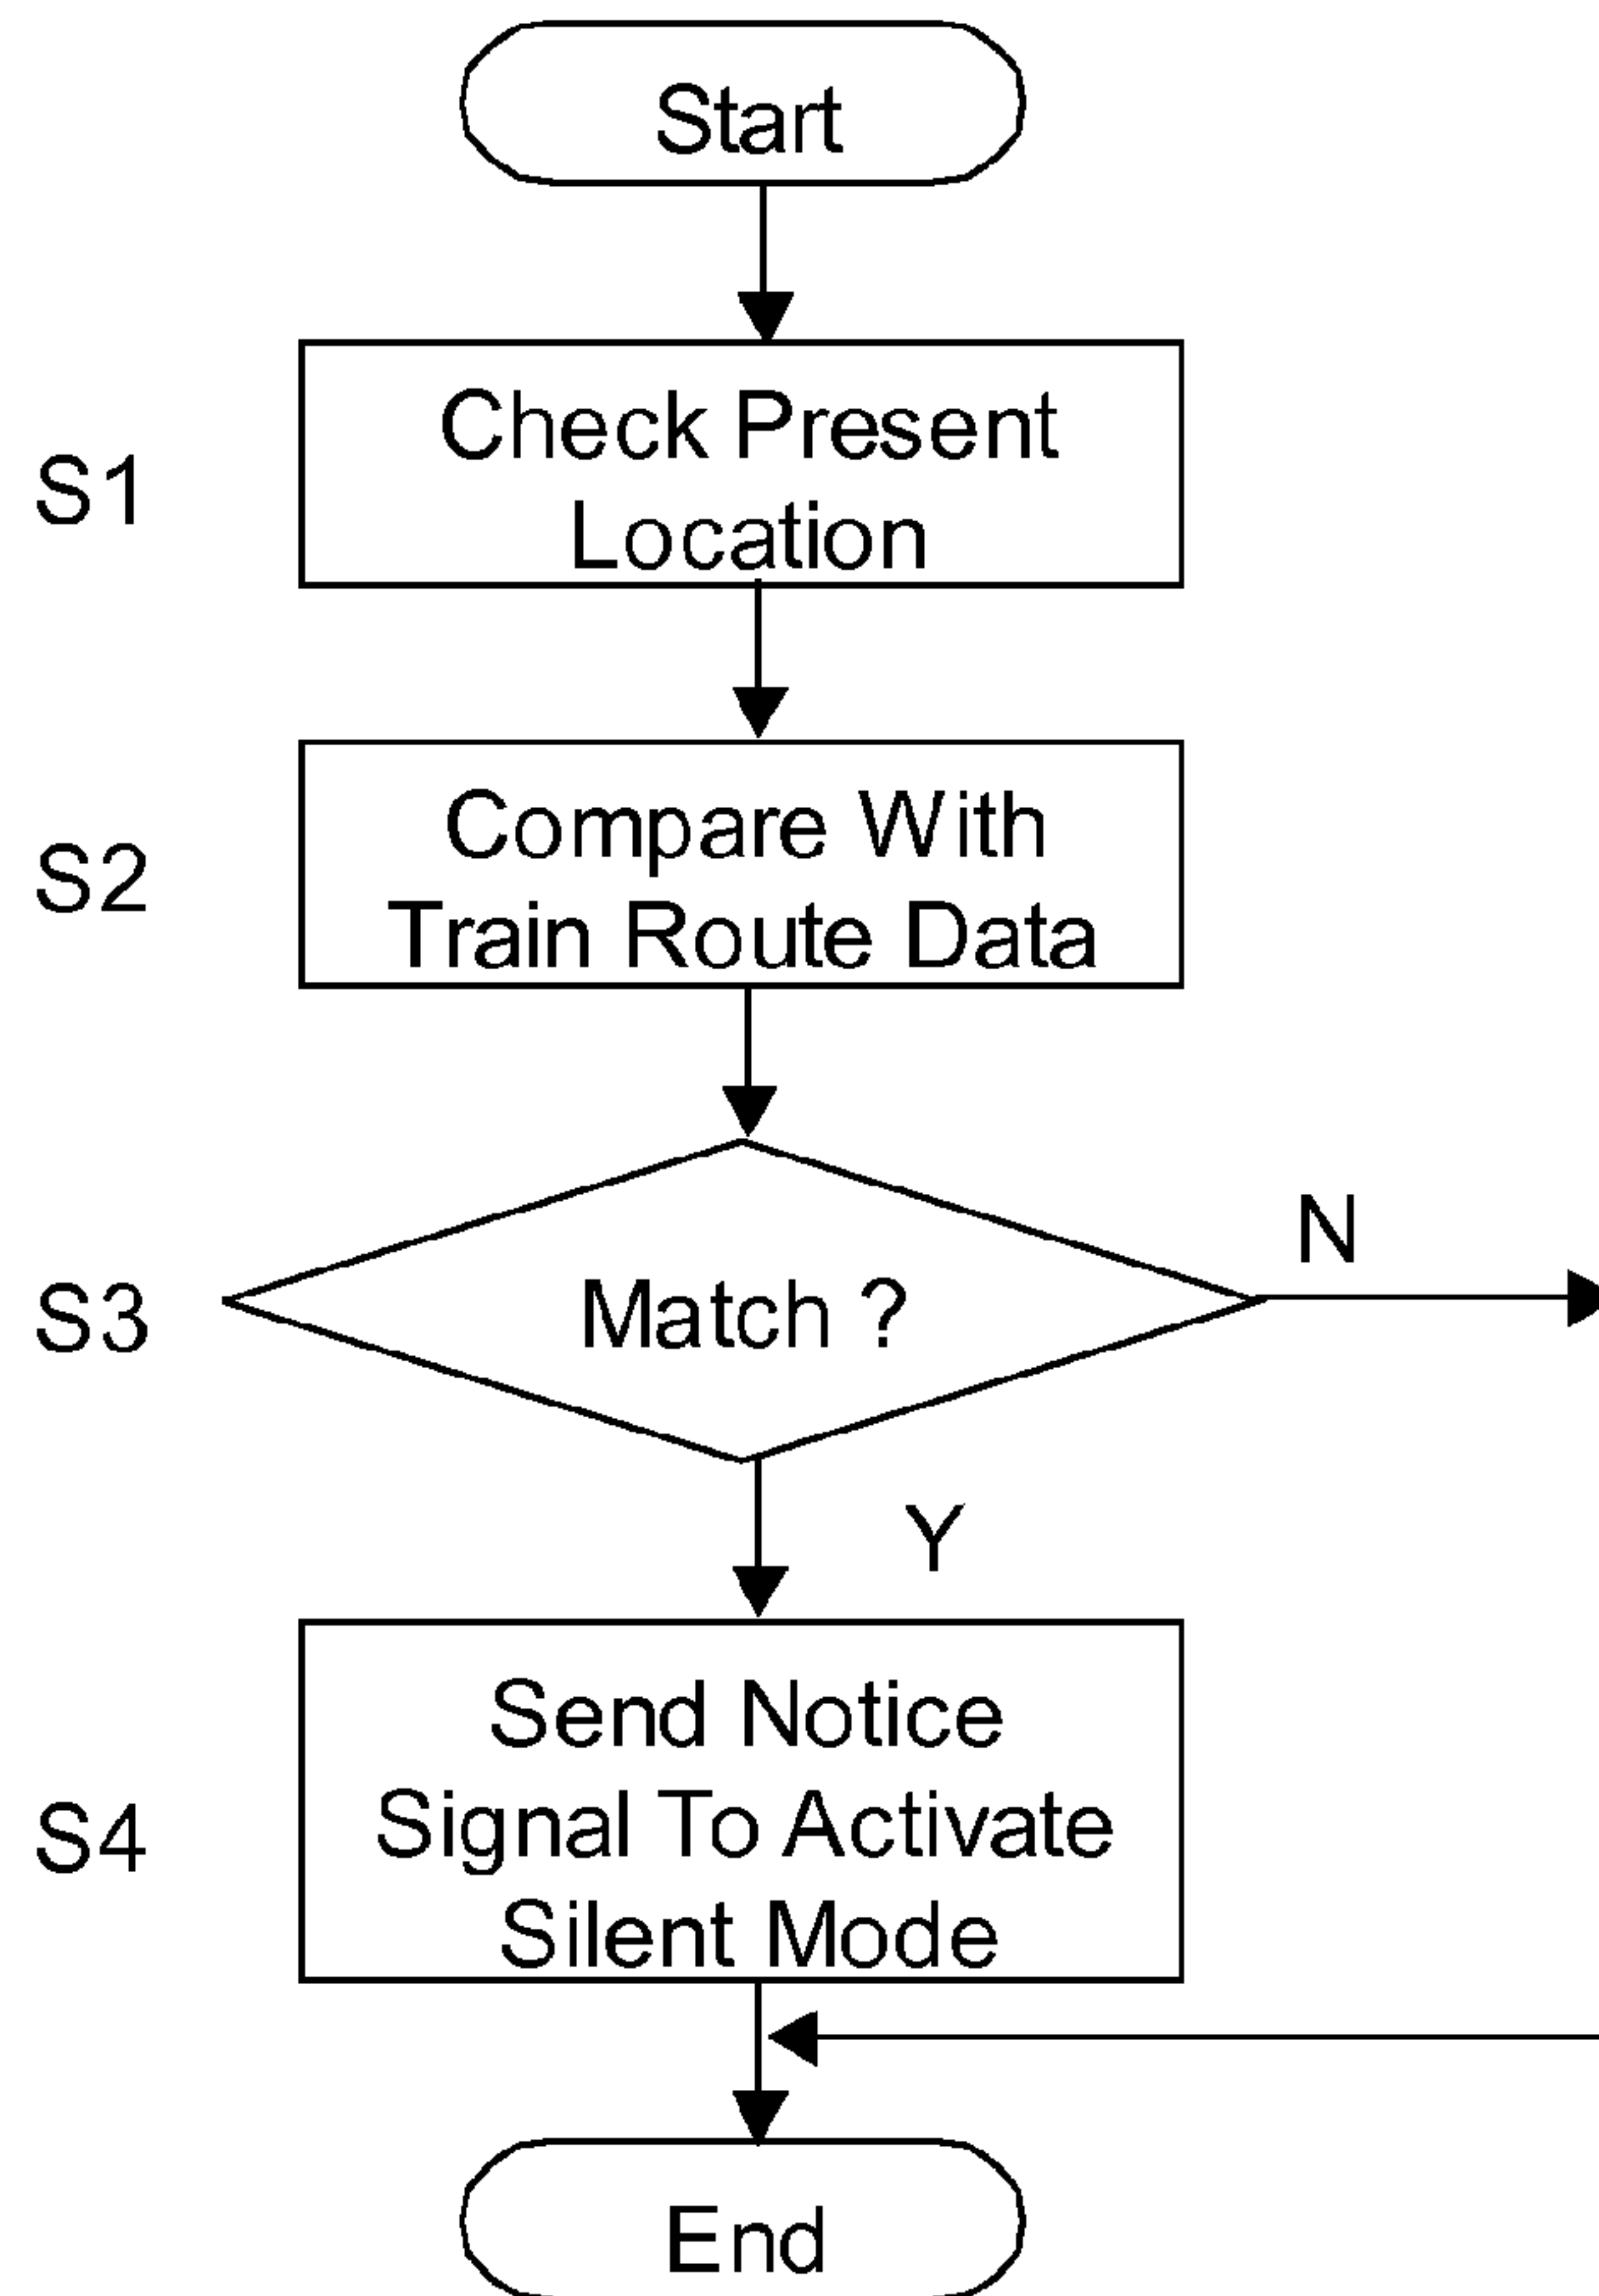 Start
S1
Check Present
Location
S2
Compare With
Train Route Data
S3
Match ?
N
Y
S4
Send Notice
Signal To Activate
Silent Mode
End